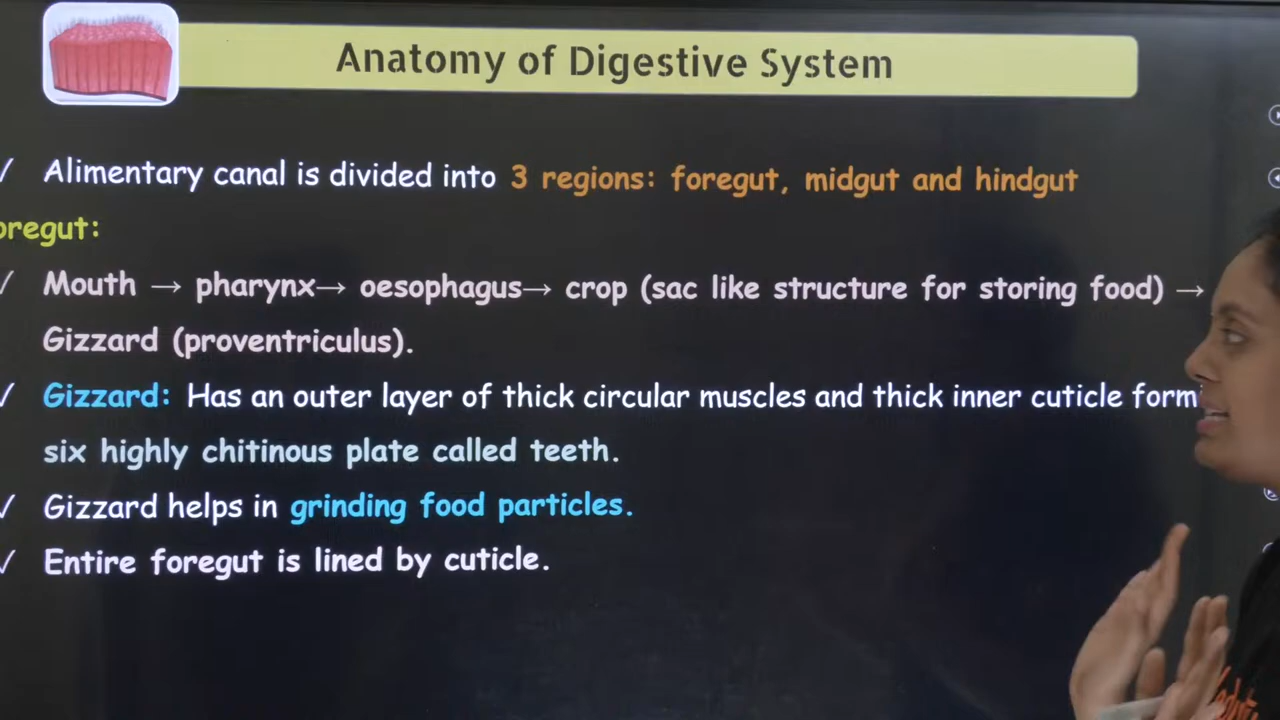 Anatomy of Digestive System
✓ Alimentary canal is divided into 3 regions: foregut, midgut and hindgut
oregut:
✓ Mouth → pharynx→ oesophagus→ crop (sac like structure for storing food) →
Gizzard (proventriculus).
✓ Gizzard: Has an outer layer of thick circular muscles and thick inner cuticle form
six highly chitinous plate called teeth.
✓ Gizzard helps in grinding food particles.
✓ Entire foregut is lined by cuticle.